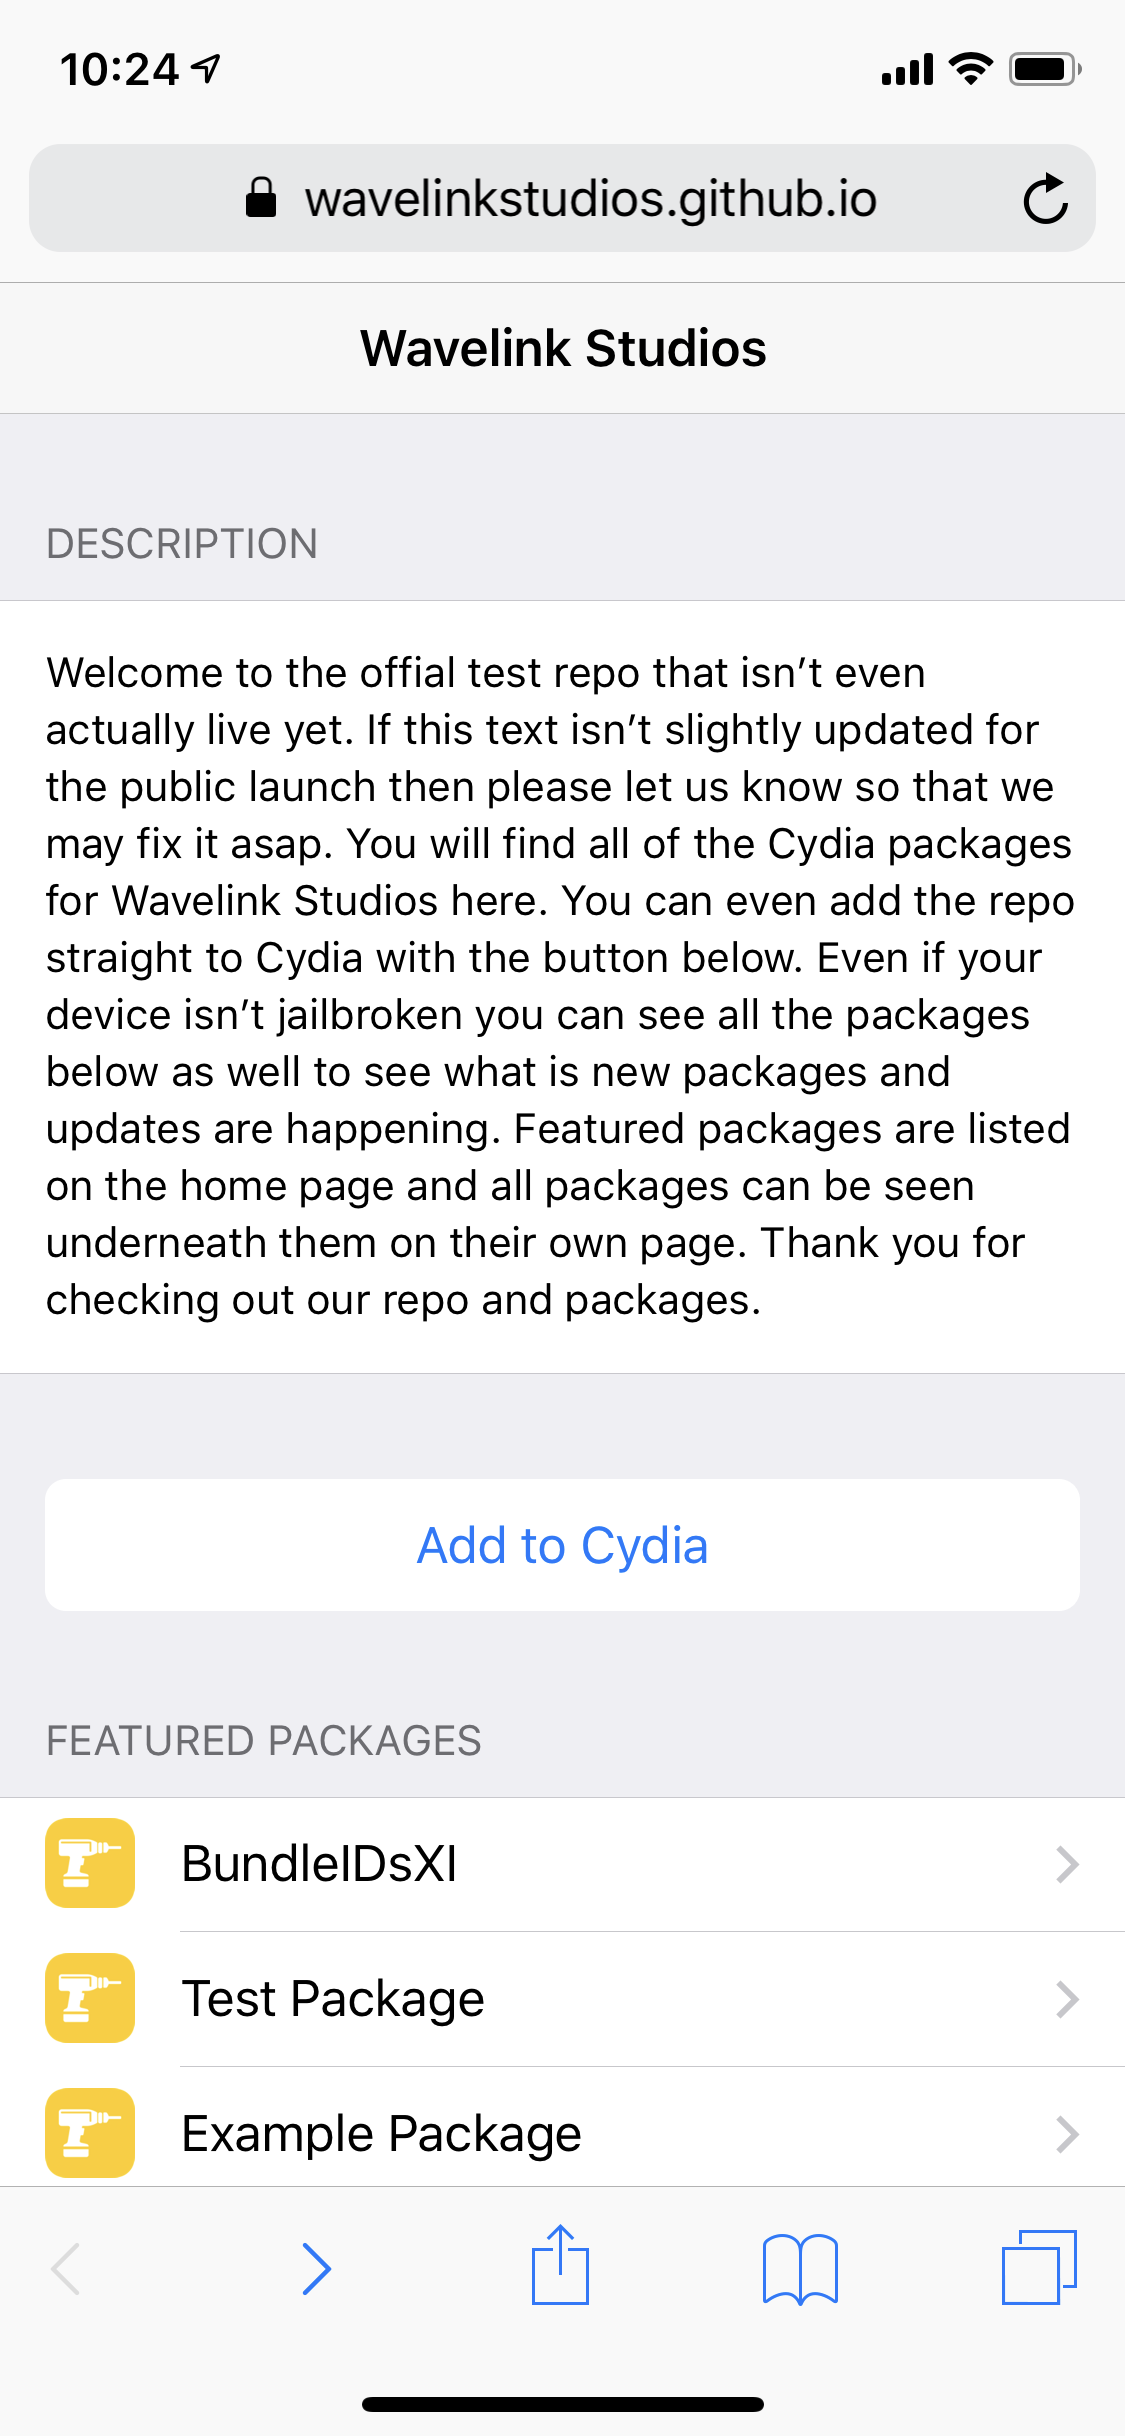 10:24
wavelinkstudios.github.io
Wavelink Studios
DESCRIPTION
Welcome to the offial test repo that isn’t even
actually live yet. If this text isn’t slightly updated for
the public launch then please let us know so that we
may fix it asap. You will find all of the Cydia packages
for Wavelink Studios here. You can even add the repo
straight to Cydia with the button below. Even if your
device isn’t jailbroken you can see all the packages
below as well to see what is new packages and
updates are happening. Featured packages are listed
on the home page and all packages can be seen
underneath them on their own page. Thank you for
checking out our repo and packages.
Add to Cydia
FEATURED PACKAGES
BundleIDsXI
Test Package
Example Package